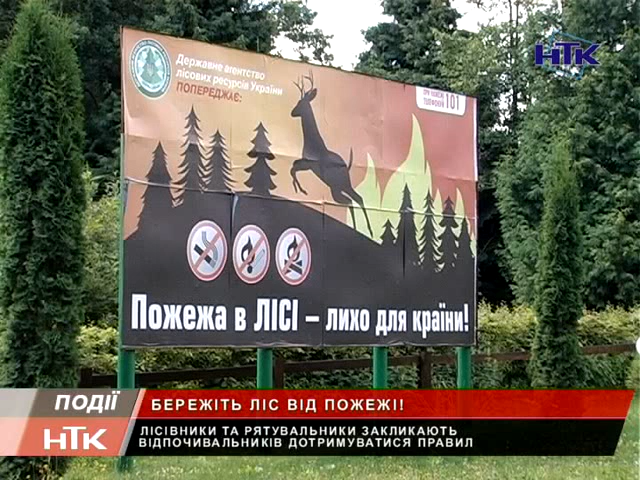 НТК
Державне агентство
лісових ресурсів України
ПОПЕРЕДЖАЄ:
101
Пожежа в ЛІСІ – лихо для країни!
ПОДІЇ
БЕРЕЖІТЬ ЛІС ВІД ПОЖЕЖІ!
НТК
ЛІСІВНИКИ ТА РЯТУВАЛЬНИКИ ЗАКЛИКАЮТЬ
ВІДПОЧИВАЛЬНИКІВ ДОТРИМУВАТИСЯ ПРАВИЛ